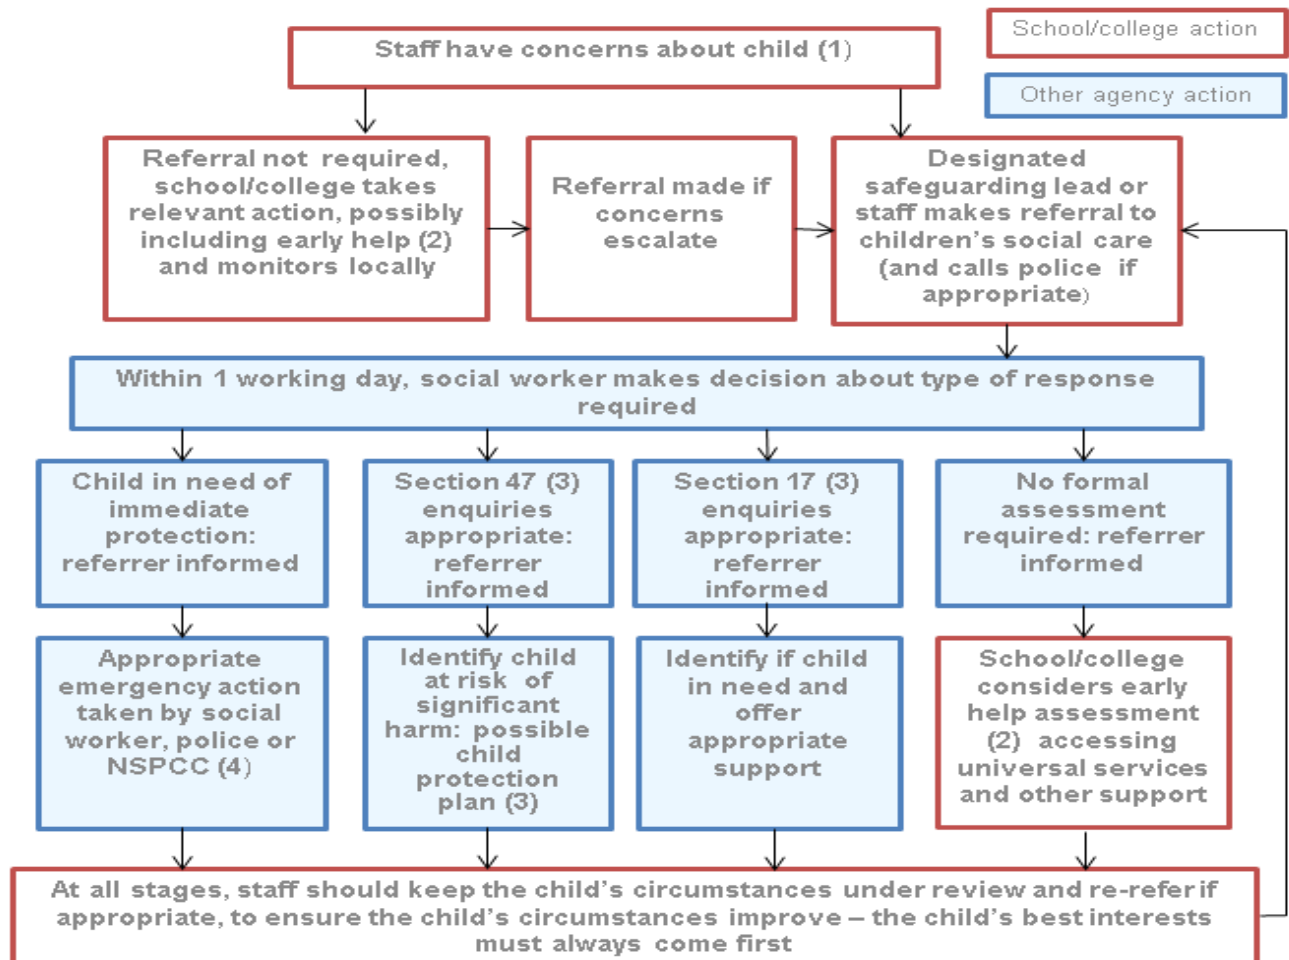 Staff have concerns about child (1)
School/college action
Other agency action
Referral not required,
school/college takes
relevant action, possibly
including early help (2)
and monitors locally
Referral made if
concerns
escalate
Designated
safeguarding lead or
staff makes referral to
children's social care
(and calls police if
appropriate)
Within 1 working day, social worker makes decision about type of response
required
Child in need of
immediate
protection:
referrer informed
Section 47 (3)
enquiries
appropriate:
referrer
informed
Section 17 (3)
enquiries
appropriate:
referrer
informed
No formal
assessment
required: referrer
informed
Appropriate
emergency action
taken by social
worker, police or
NSPCC (4)
Identify child
at risk of
significant
harm: possible
child
protection
plan (3)
Identify if child
in need and
offer
appropriate
support
School/college
considers early
help assessment
(2) accessing
universal services
and other support
At all stages, staff should keep the child's circumstances under review and re-refer if
appropriate, to ensure the child's circumstances improve – the child's best interests
must always come first